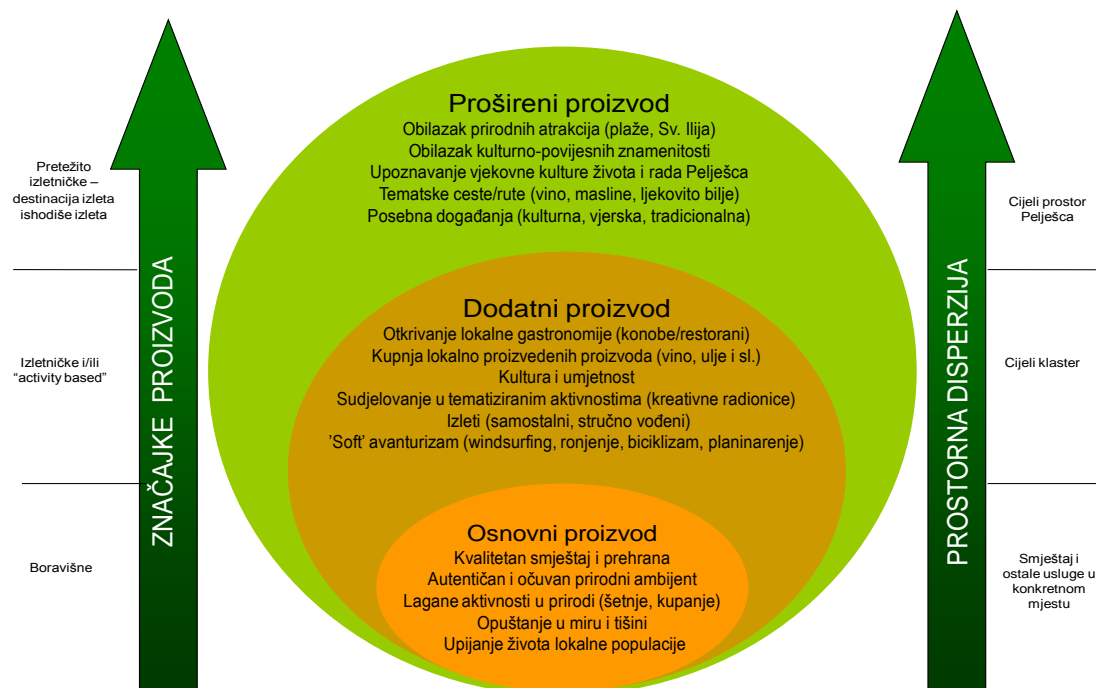 Prošireni proizvod
Obilazak prirodnih atrakcija (plaže, Sv. Ilija)
Obilazak kulturno-povijesnih znamenitosti
Upoznavanje vjekovne kulture života i rada Pelješca
Tematske ceste/rute (vino, masline, ljekovito bilje)
Posebna događanja (kulturna, vjerska, tradicionalna)
Dodatni proizvod
Otkrivanje lokalne gastronomije (konobe/restorani)
Kupnja lokalno proizvedenih proizvoda (vino, ulje i sl.)
Kultura i umjetnost
Sudjelovanje u tematiziranim aktivnostima (kreativne radionice)
Izleti (samostalni, stručno vođeni)
’Soft’ avanturizam (windsurfing, ronjenje, biciklizam, planinarenje)
Osnovni proizvod
Kvalitetan smještaj i prehrana
Autentičan i očuvan prirodni ambijent
Lagane aktivnosti u prirodi (šetnje, kupanje)
Opuštanje u miru i tišini
Upijanje života lokalne populacije
ZNAČAJKE PROIZVODA
Pretežito
izletničke –
destinacija izleta
ishodiše izleta
Izletničke i/ili
“activity based”
Boravišne
PROSTORNA DISPERZIJA
Cijeli prostor
Pelješca
Cijeli klaster
Smještaj i
ostale usluge u
konkretnom
mjestu